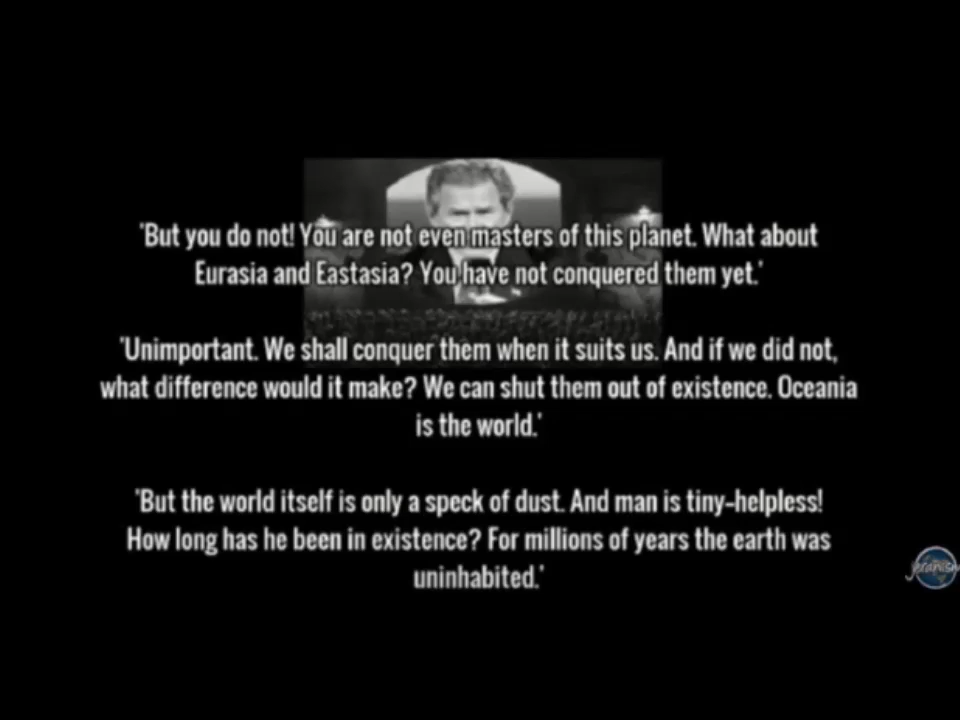 'But you do not! You are not even masters of this planet. What about
Eurasia and Eastasia? You have not conquered them yet.'
'Unimportant. We shall conquer them when it suits us. And if we did not,
what difference would it make? We can shut them out of existence. Oceania
is the world.'
'But the world itself is only a speck of dust. And man is tiny-helpless!
How long has he been in existence? For millions of years the earth was
uninhabited.'
jeranism